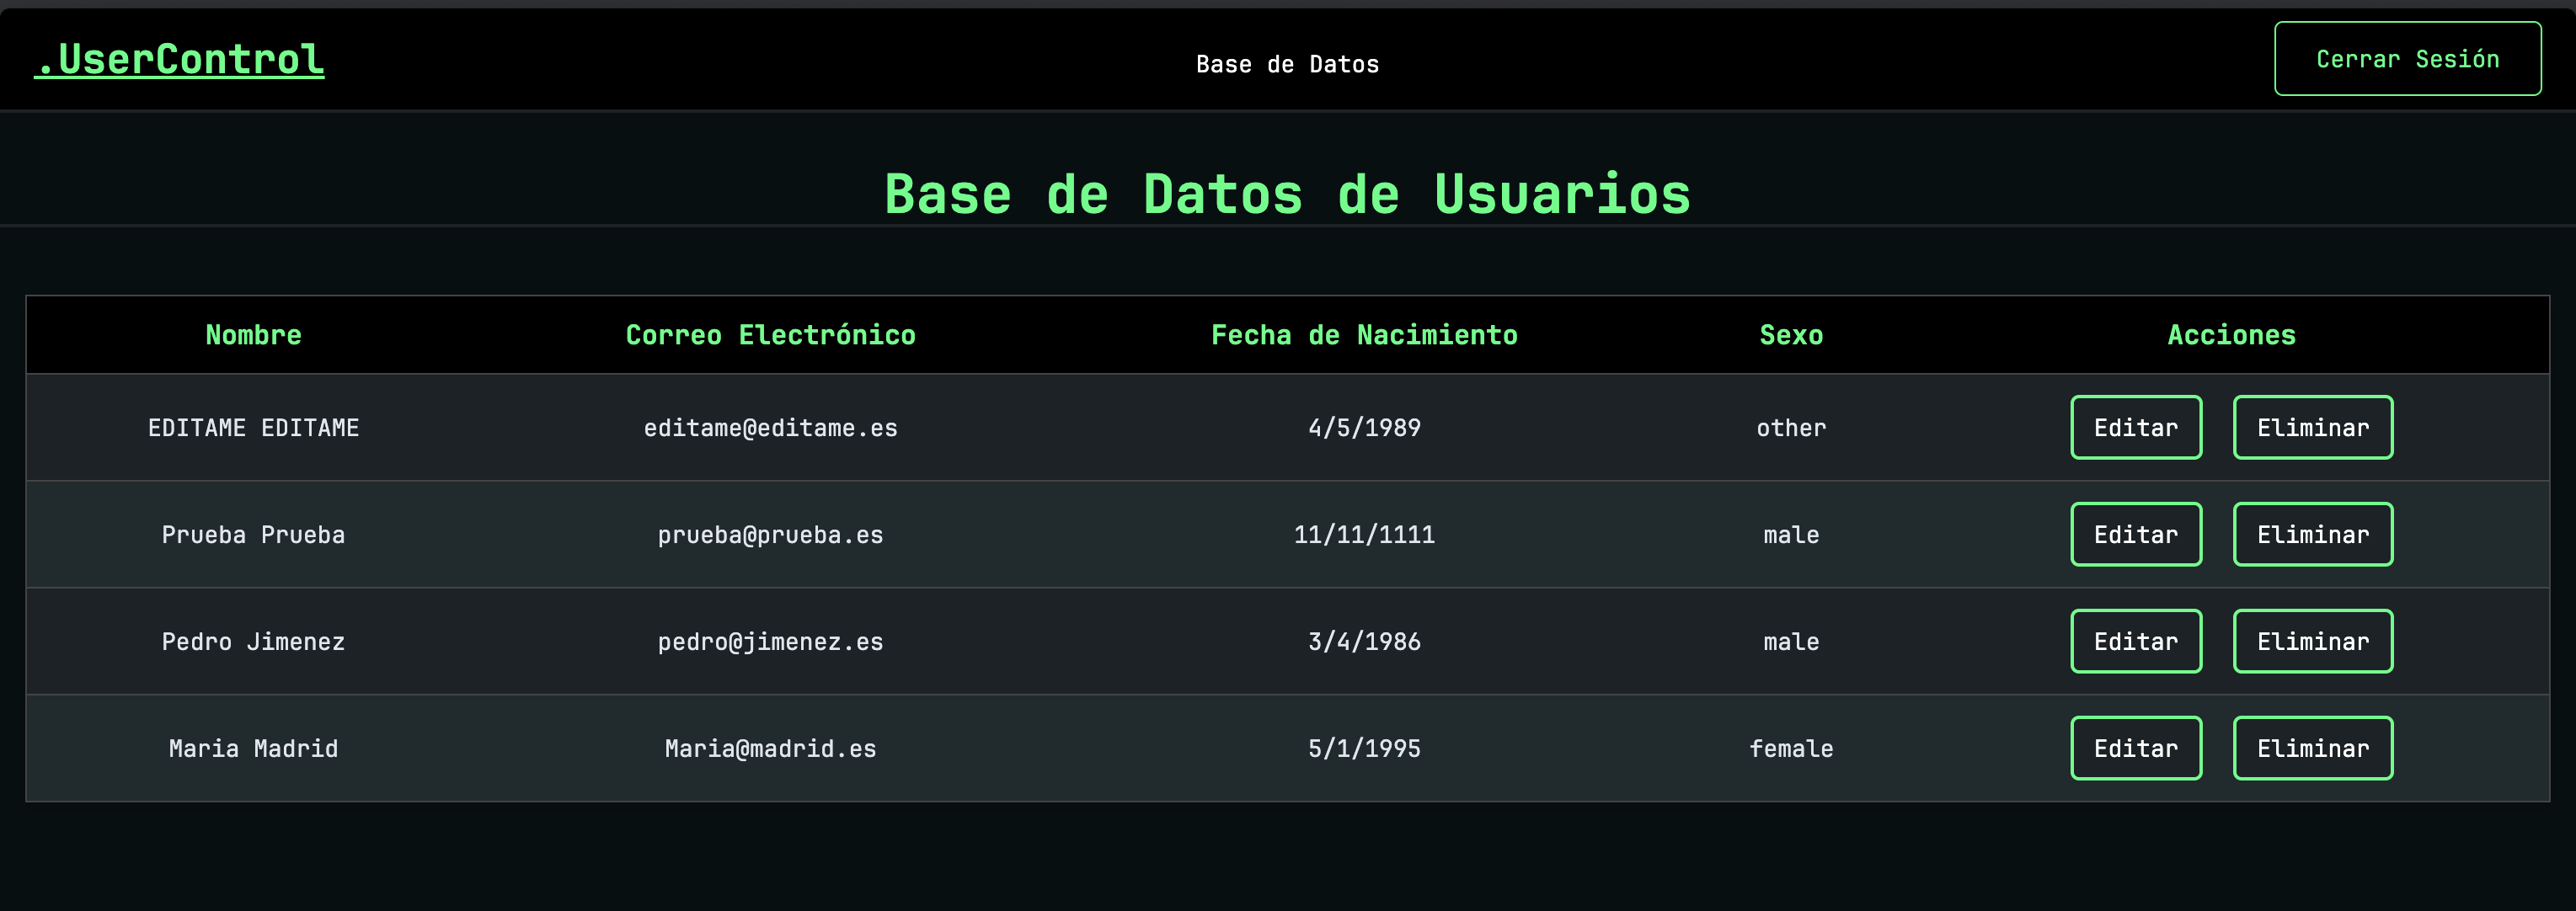 .UserControl Base de Datos Cerrar Sesión
Base de Datos de Usuarios
Nombre Correo Electrónico Fecha de Nacimiento Sexo Acciones
EDITAME EDITAME editame@editame.es 4/5/1989 other Editar Eliminar
Prueba Prueba prueba@prueba.es 11/11/1111 male Editar Eliminar
Pedro Jimenez pedro@jimenez.es 3/4/1986 male Editar Eliminar
Maria Madrid Maria@madrid.es 5/1/1995 female Editar Eliminar